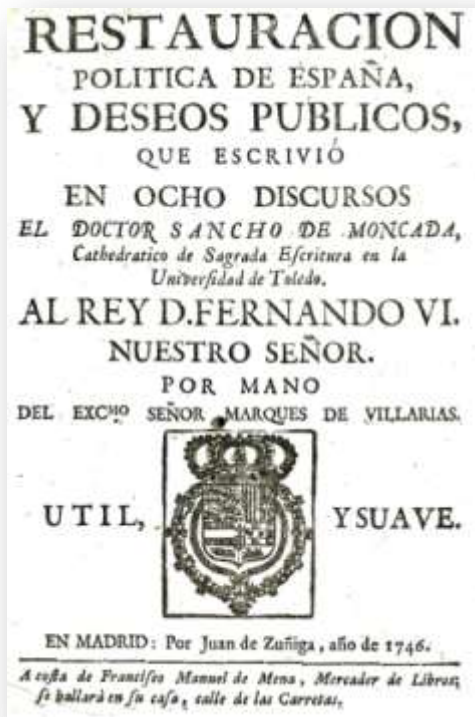 RESTAURACION
POLITICA DE ESPAÑA,
Y DESEOS PUBLICOS,
QUE ESCRIVIÓ
EN OCHO DISCURSOS
EL DOCTOR SANCHO DE MONCADA,
Cathedratico de Sagrada Eſcritura en la
Univerſidad de Toledo.
AL REY D.FERNANDO VI.
NUESTRO SEÑOR.
POR MANO
DEL EXCᴹᴼ SEÑOR MARQUES DE VILLARIAS.
UTIL, Y SUAVE.
EN MADRID: Por Juan de Zuñiga, año de 1746.
A coſta de Franciſco Manuel de Mena, Mercader de Libros;
ſe hallará en ſu caſa, calle de las Carretas.